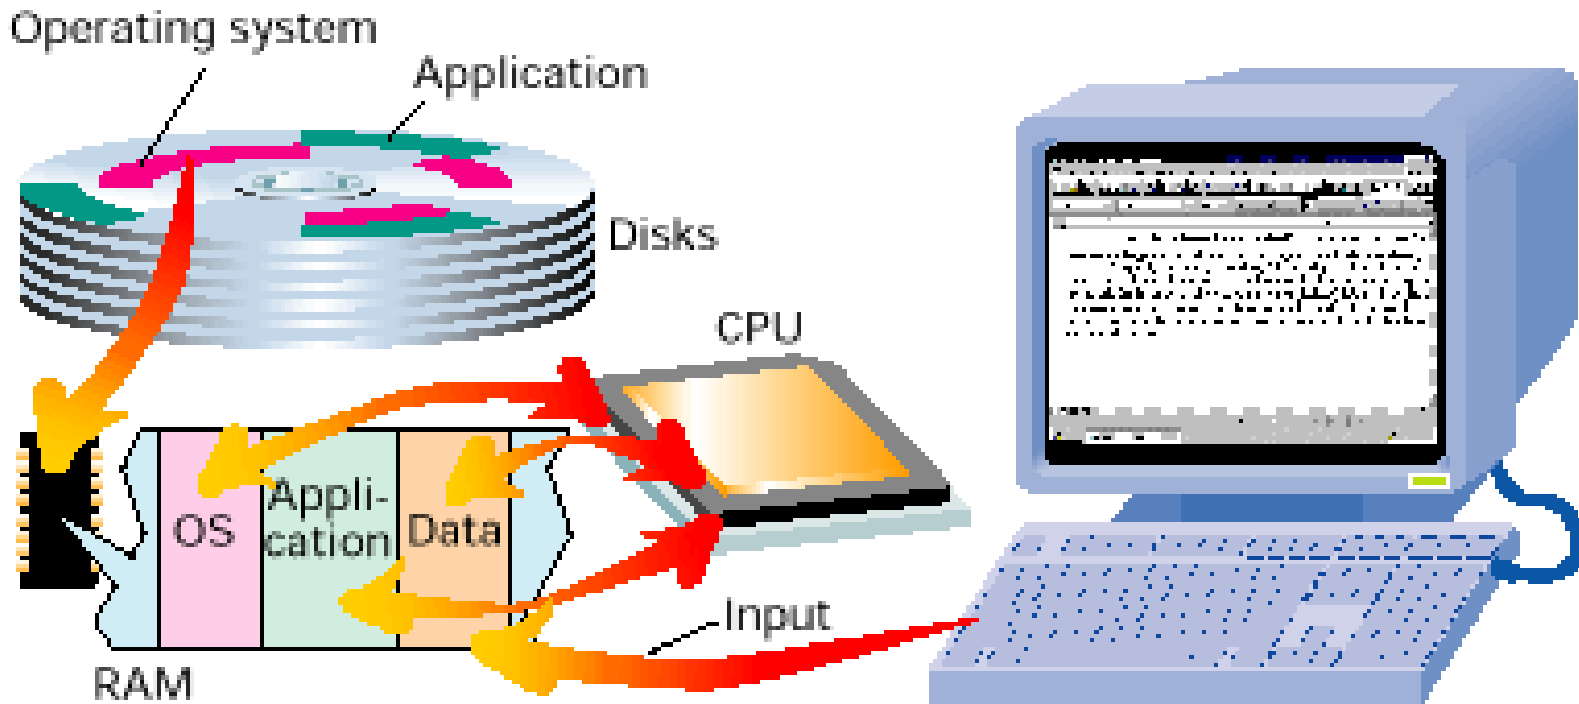 Operating system
Application
Disks
CPU
OS
Appli-
cation
Data
Input
RAM